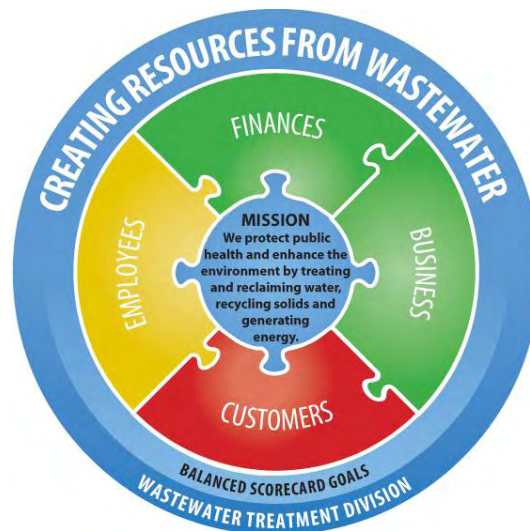 CREATING RESOURCES FROM WASTEWATER
FINANCES
EMPLOYEES
BUSINESS
MISSION
We protect public
health and enhance the
environment by treating
and reclaiming water,
recycling solids and
generating
energy.
CUSTOMERS
BALANCED SCORECARD GOALS
WASTEWATER TREATMENT DIVISION